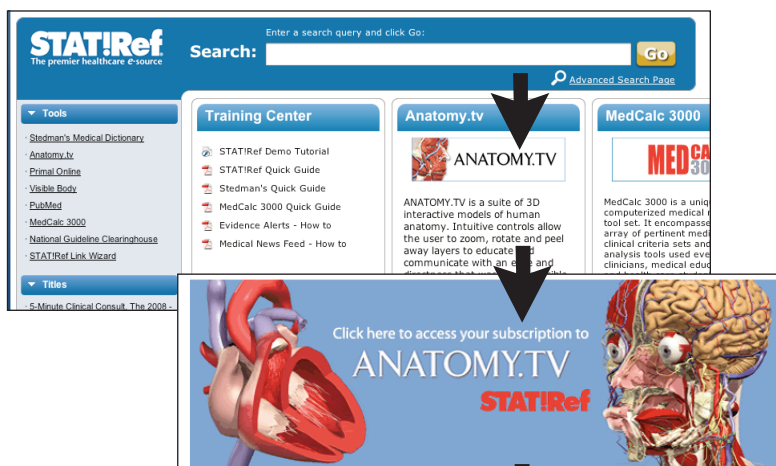 STAT!Ref
The premier healthcare e-source
Enter a search query and click Go:
Search:
Go
Advanced Search Page
Tools
· Stedman's Medical Dictionary
· Anatomy.tv
· Primal Online
· Visible Body
· PubMed
· MedCalc 3000
· National Guideline Clearinghouse
· STAT!Ref Link Wizard
Titles
· 5-Minute Clinical Consult, The 2008 -
Training Center
STAT!Ref Demo Tutorial
STAT!Ref Quick Guide
Stedman's Quick Guide
MedCalc 3000 Quick Guide
Evidence Alerts - How to
Medical News Feed - How to
Anatomy.tv
ANATOMY.TV
ANATOMY.TV is a suite of 3D
interactive models of human
anatomy. Intuitive controls allow
the user to zoom, rotate and peel
away layers to educate and
communicate with an and
MedCalc 3000
MedCalc 3000 is a
computerized medical
tool set. It
array of pertinent
clinical criteria sets and
analysis tools used
clinicians, medical
Click here to access your subscription to
ANATOMY.TV
STAT!Ref